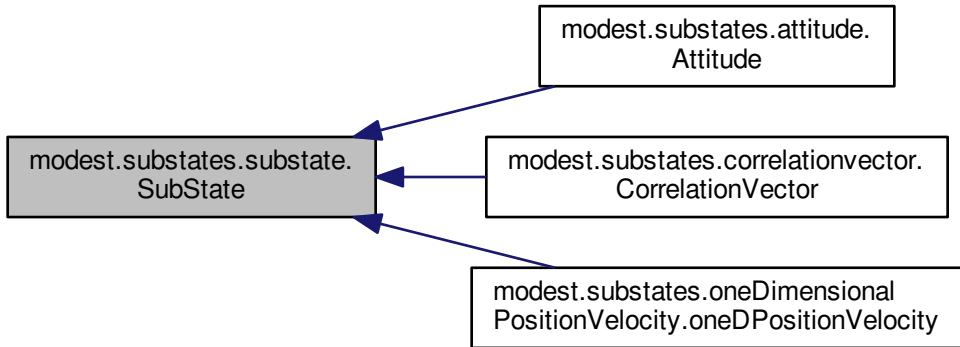 modest.substates.attitude.
Attitude
modest.substates.substate.
SubState
modest.substates.correlationvector.
CorrelationVector
modest.substates.oneDimensional
PositionVelocity.oneDPositionVelocity